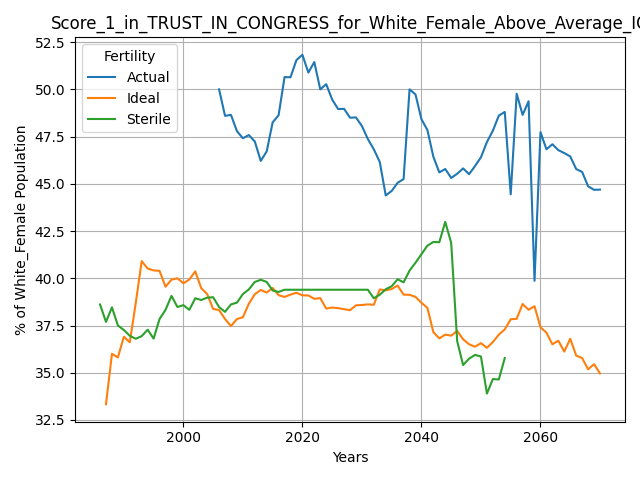 Score_1_in_TRUST_IN_CONGRESS_for_White_Female_Above_Average_IC
Fertility
Actual
Ideal
Sterile
% of White_Female Population
52.5
50.0
47.5
45.0
42.5
40.0
37.5
35.0
32.5
2000
2020
2040
2060
Years